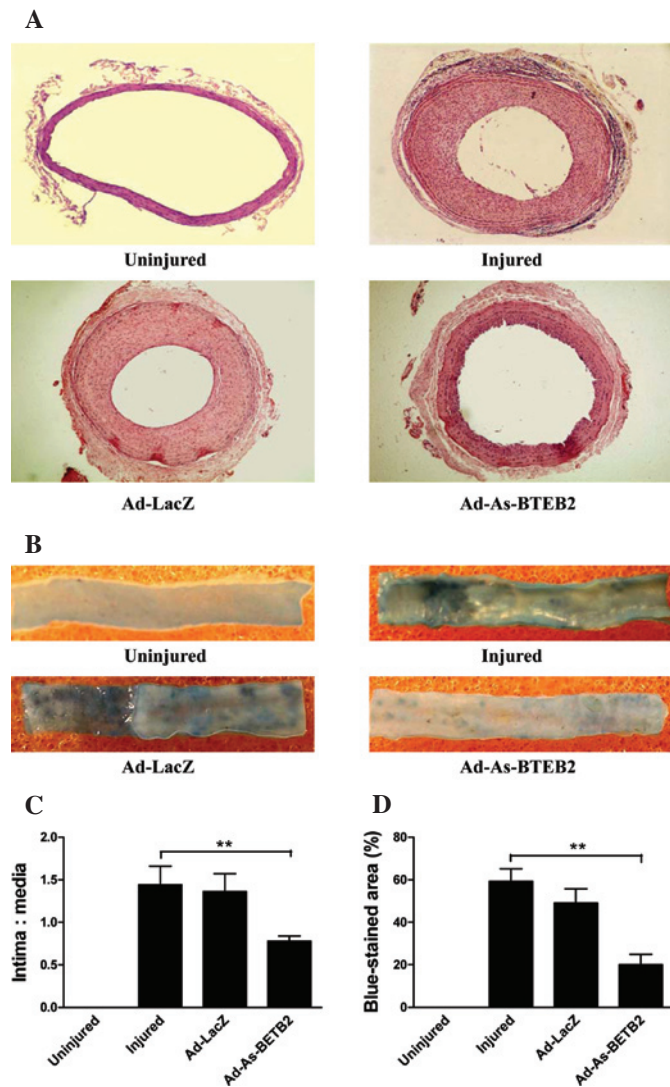 A
Uninjured
Injured
Ad-LacZ
Ad-As-BTEB2
B
Uninjured
Injured
Ad-LacZ
Ad-As-BTEB2
C
Intima : media
2.0
1.5
1.0
0.5
0.0
**
Uninjured
Injured
Ad-LacZ
Ad-As-BETB2
D
Blue-stained area (%)
80
60
40
20
0
**
Uninjured
Injured
Ad-LacZ
Ad-As-BETB2